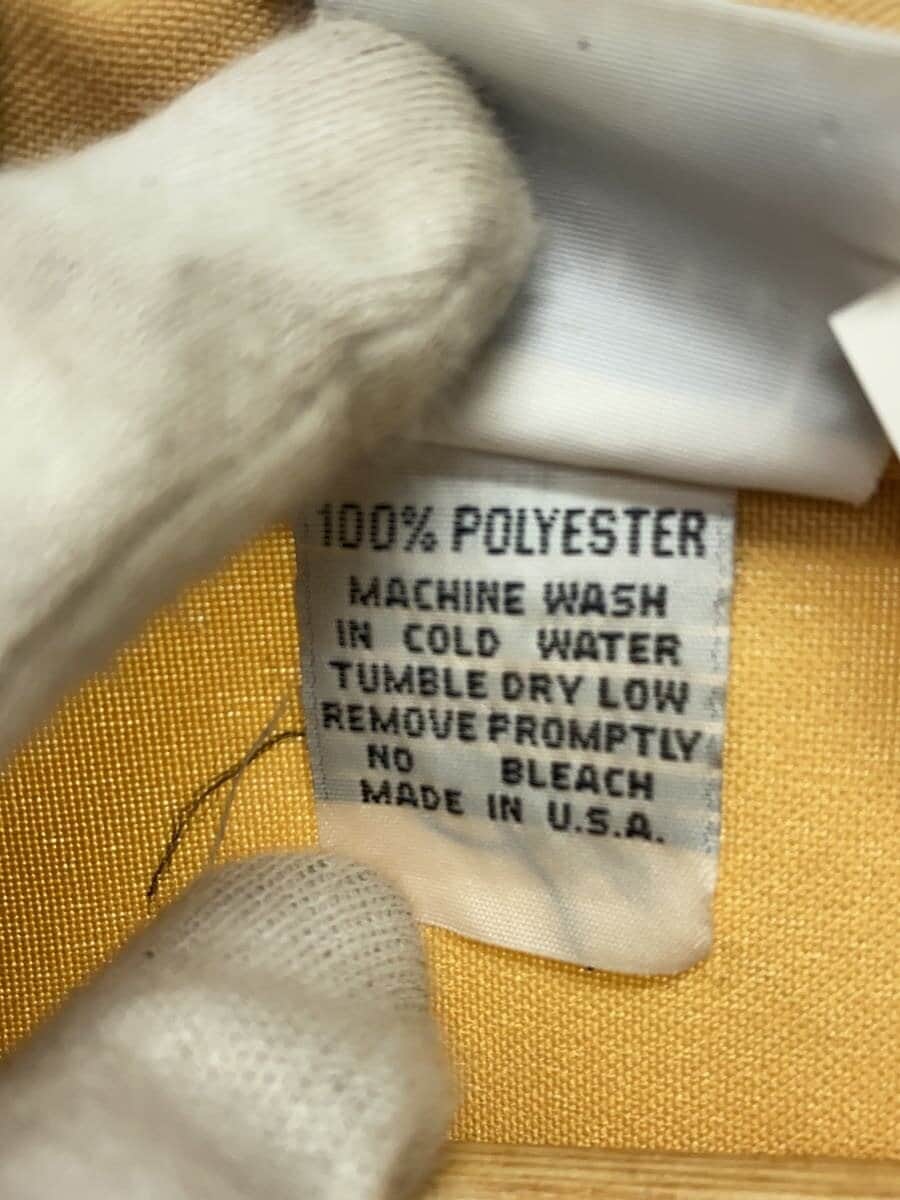 100% POLYESTER
MACHINE WASH
IN COLD WATER
TUMBLE DRY LOW
REMOVE PROMPTLY
NO BLEACH
MADE IN U.S.A.